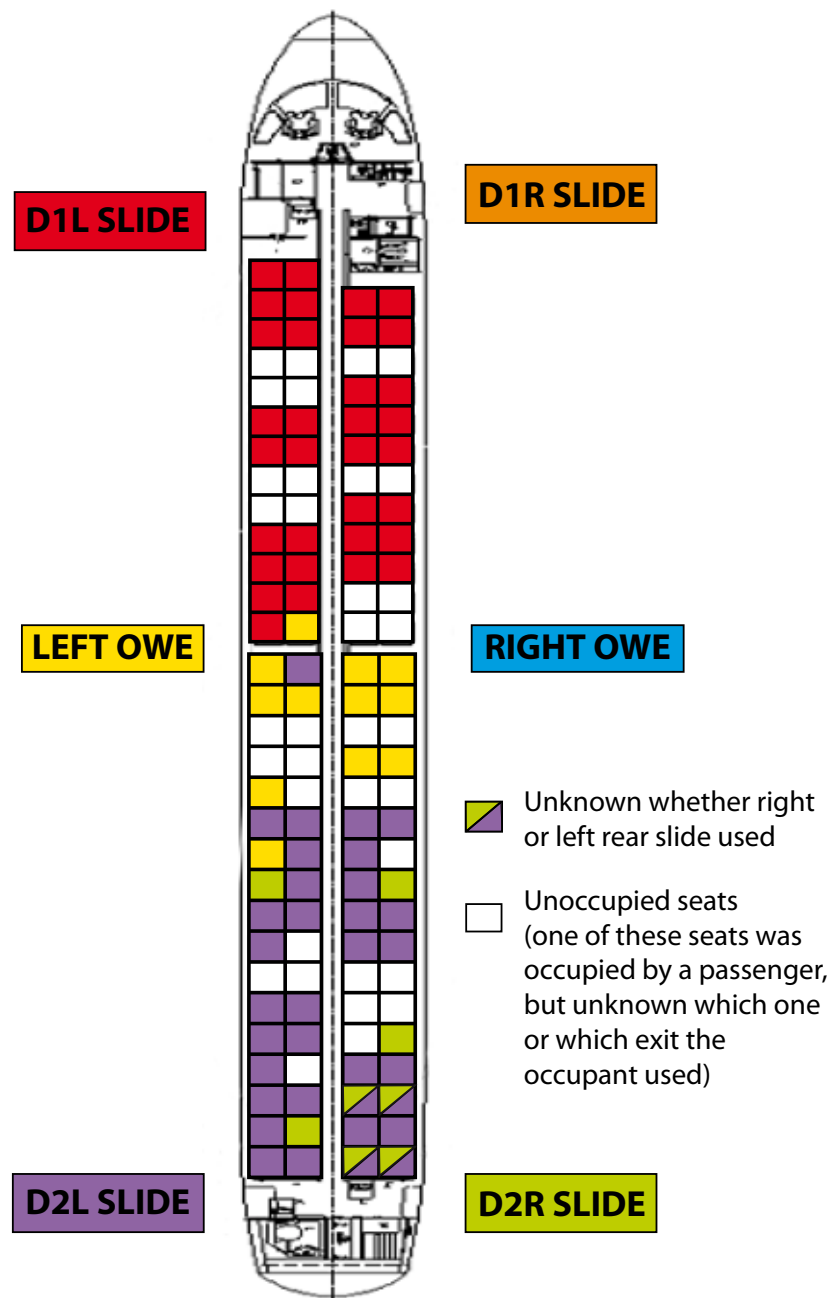 D1L SLIDE
D1R SLIDE
LEFT OWE
RIGHT OWE
Unknown whether right
or left rear slide used
Unoccupied seats
(one of these seats was
occupied by a passenger,
but unknown which one
or which exit the
occupant used)
D2L SLIDE
D2R SLIDE